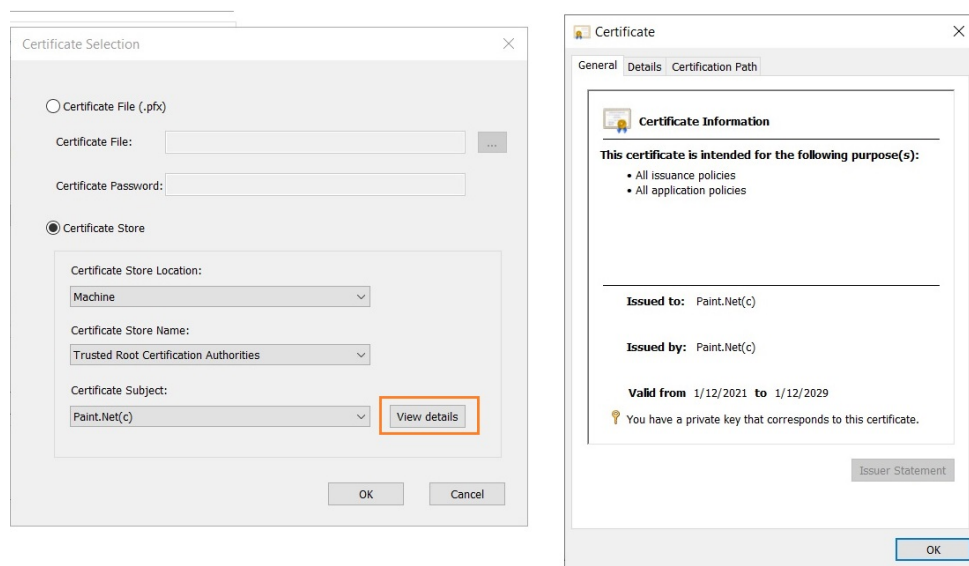 Certificate Selection
Certificate File (.pfx)
Certificate File:
...
Certificate Password:
Certificate Store
Certificate Store Location:
Machine
Certificate Store Name:
Trusted Root Certification Authorities
Certificate Subject:
Paint.Net(c)
View details
OK
Cancel
Certificate
General
Details
Certification Path
Certificate Information
This certificate is intended for the following purpose(s):
• All issuance policies
• All application policies
Issued to: Paint.Net(c)
Issued by: Paint.Net(c)
Valid from 1/12/2021 to 1/12/2029
You have a private key that corresponds to this certificate.
Issuer Statement
OK